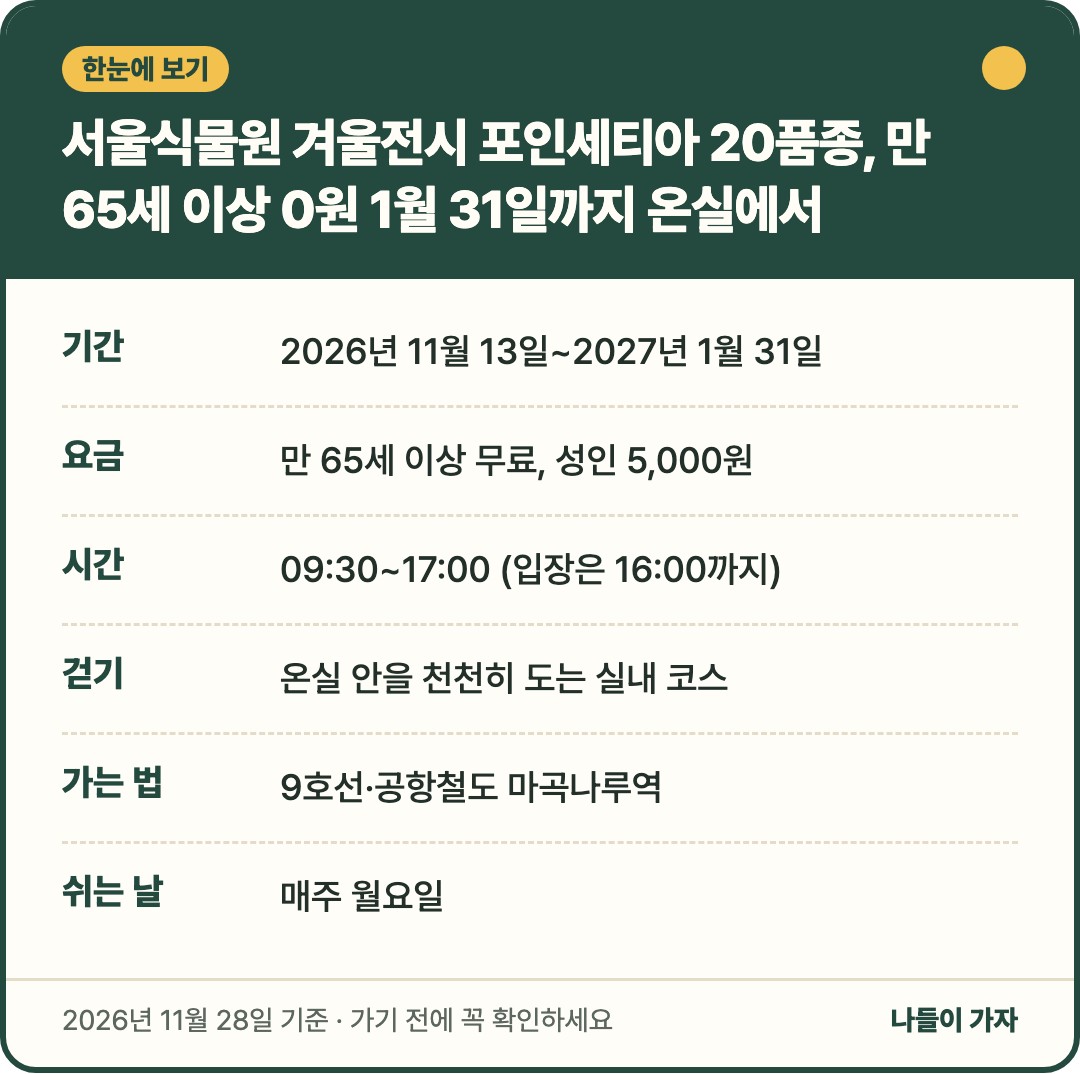 한눈에 보기
서울식물원 겨울전시 포인세티아 20품종, 만
65세 이상 0원 1월 31일까지 온실에서
기간 2026년 11월 13일~2027년 1월 31일
요금 만 65세 이상 무료, 성인 5,000원
시간 09:30~17:00 (입장은 16:00까지)
걷기 온실 안을 천천히 도는 실내 코스
가는 법 9호선·공항철도 마곡나루역
쉬는 날 매주 월요일
2026년 11월 28일 기준 · 가기 전에 꼭 확인하세요 나들이 가자